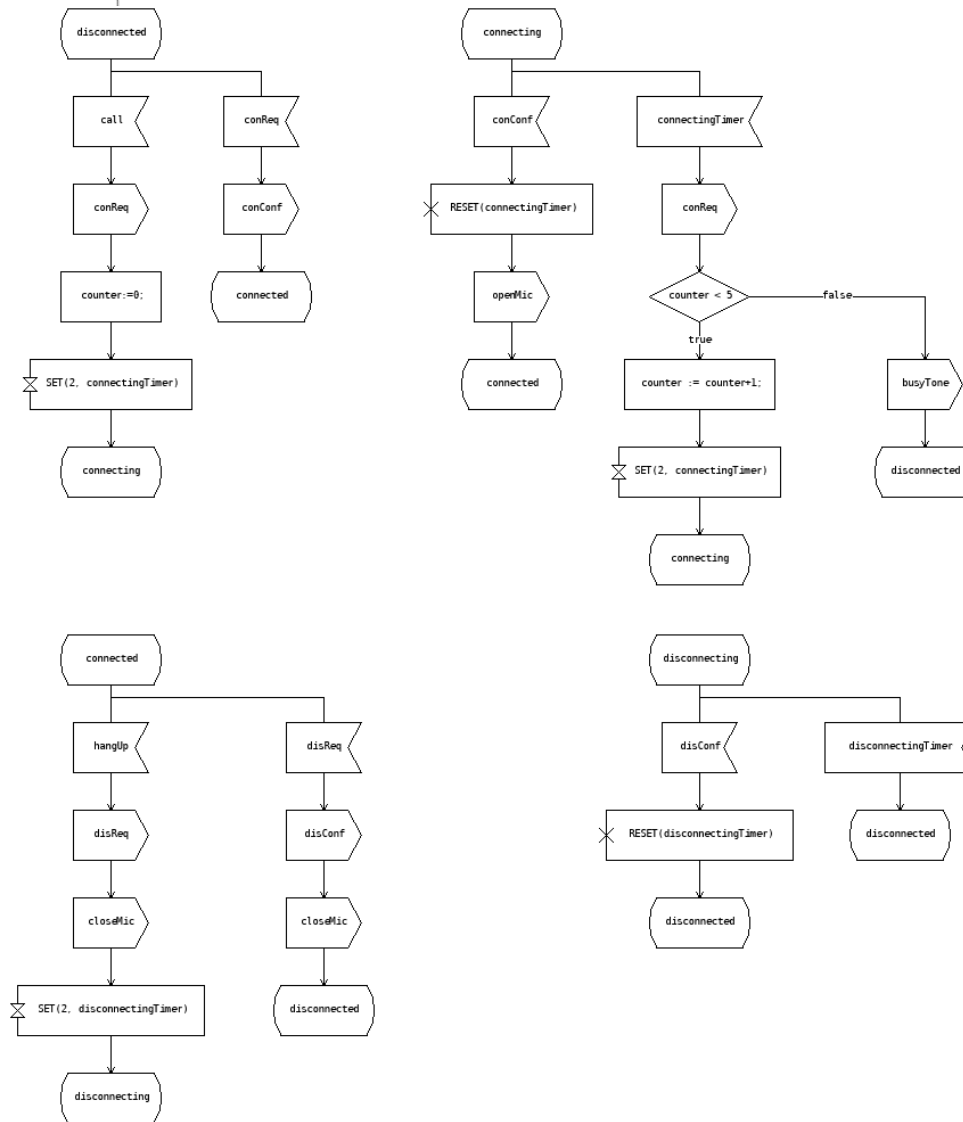 disconnected
call
conReq
conReq
conConf
counter:=0;
connected
SET(2, connectingTimer)
connecting
connecting
conConf
connectingTimer
RESET(connectingTimer)
conReq
openMic
counter < 5
false
true
connected
counter := counter+1;
busyTone
SET(2, connectingTimer)
disconnected
connecting
connected
hangUp
disReq
disReq
disConf
closeMic
closeMic
SET(2, disconnectingTimer)
disconnected
disconnecting
disconnecting
disConf
disconnectingTimer
RESET(disconnectingTimer)
disconnected
disconnected